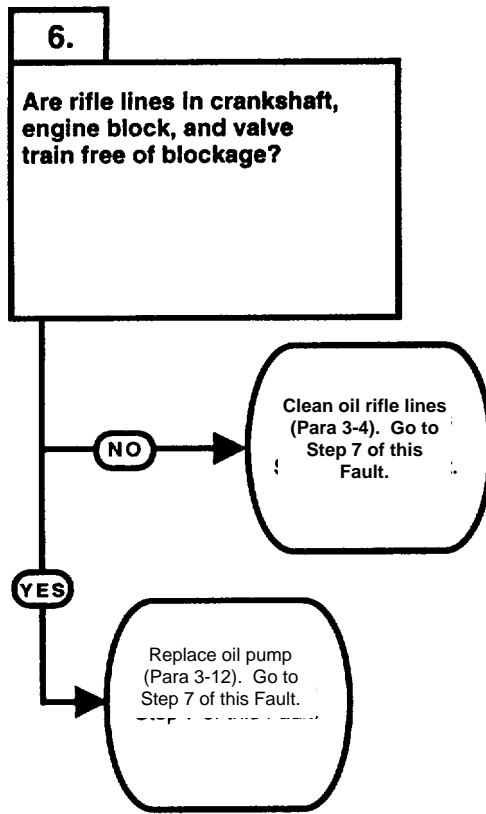 6.
Are rifle lines in crankshaft,
engine block, and valve
train free of blockage?
Clean oil rifle lines
(Para 3-4). Go to
Step 7 of this
Fault.
NO
YES
Replace oil pump
(Para 3-12). Go to
Step 7 of this Fault.